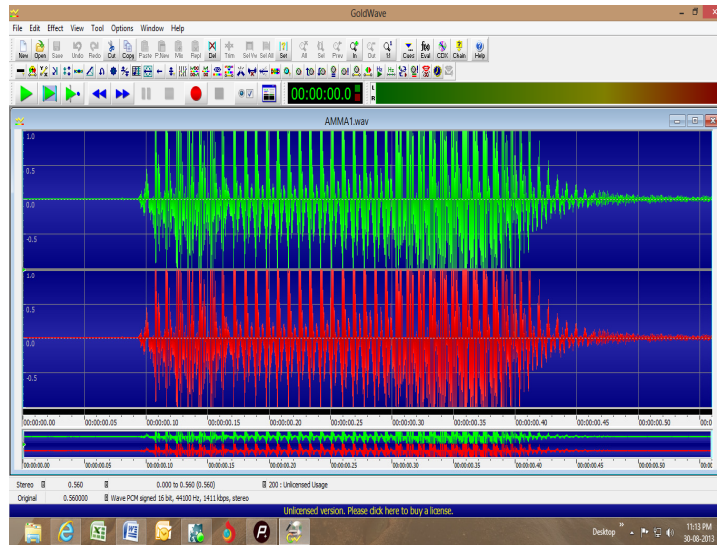 GoldWave
File Edit Effect View Tool Options Window Help
New Open Save Undo Redo Cut Copy Paste P.New Mix Repl Del Trim Sel Vw Sel All Set All Sel Prev In Out 1:1 Cues Eval CDX Chain Help
00:00:00.0
L
R
AMMA1.wav
1.0
0.5
0.0
-0.5
1.0
0.5
0.0
-0.5
00:00:00.00 00:00:00.05 00:00:00.10 00:00:00.15 00:00:00.20 00:00:00.25 00:00:00.30 00:00:00.35 00:00:00.40 00:00:00.45 00:00:00.50 00:0
00:00:00.00 00:00:00.05 00:00:00.10 00:00:00.15 00:00:00.20 00:00:00.25 00:00:00.30 00:00:00.35 00:00:00.40 00:00:00.45 00:00:00.50
Stereo 0.560 0.000 to 0.560 (0.560) 200 : Unlicensed Usage
Original 0.560000 Wave PCM signed 16 bit, 44100 Hz, 1411 kbps, stereo
Unlicensed version. Please click here to buy a license.
Desktop
11:13 PM
30-08-2013